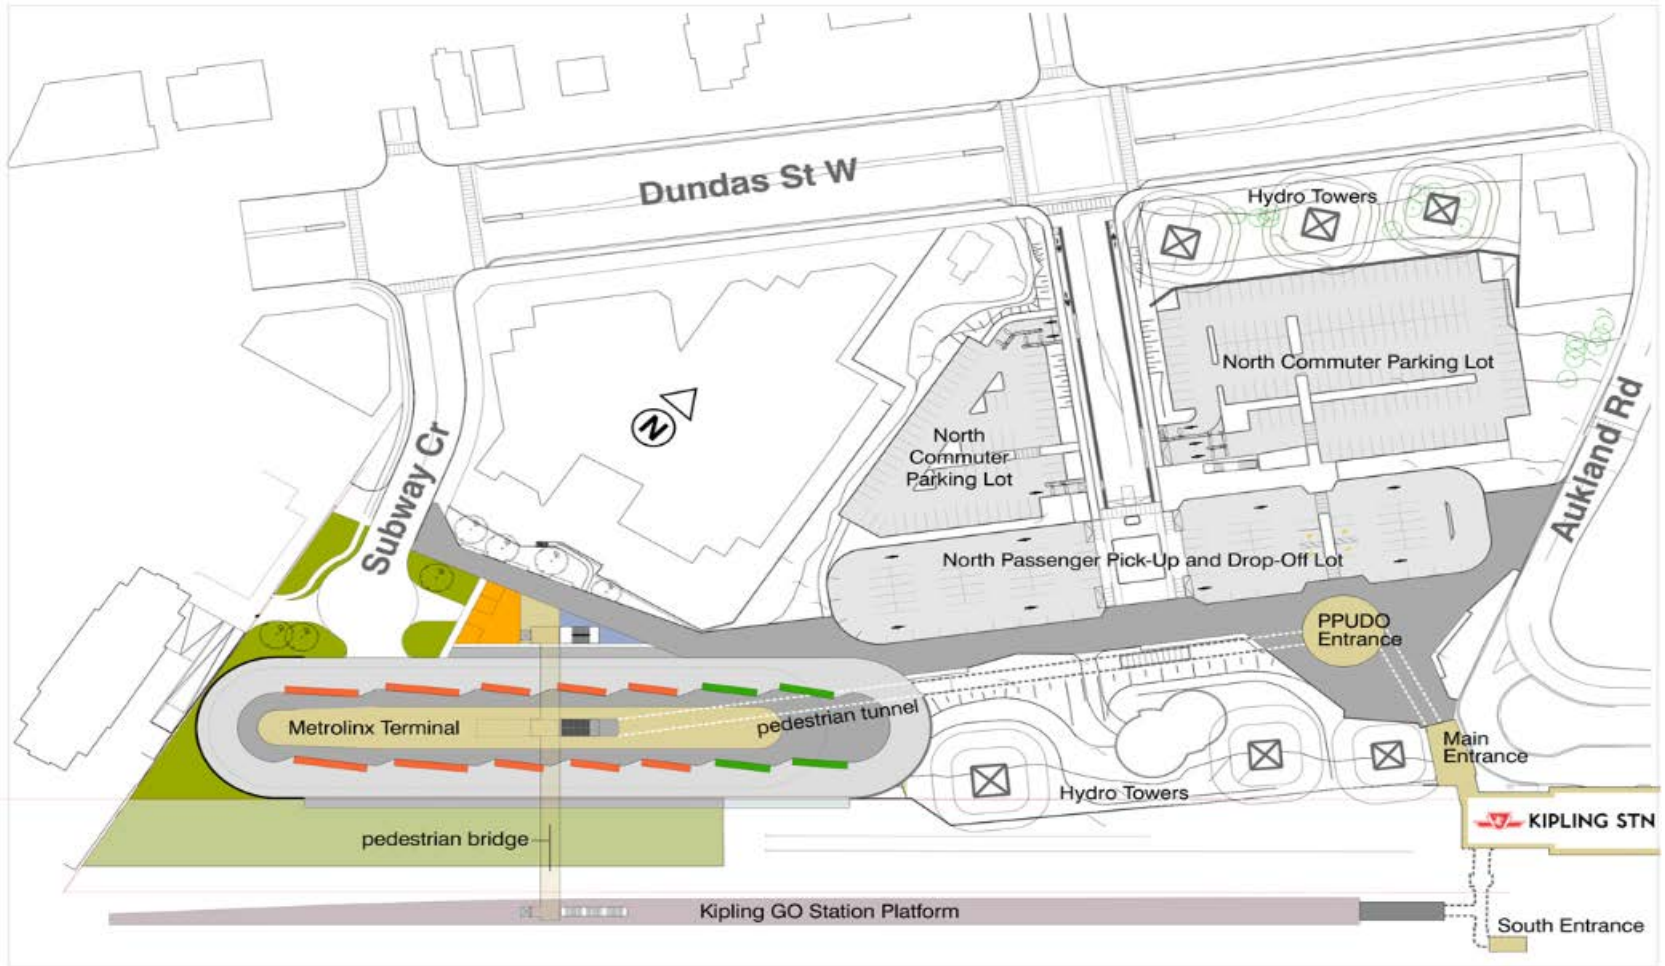 Dundas St W
Hydro Towers
North Commuter Parking Lot
Aukland Rd
N
North
Commuter
Parking Lot
Subway Cr
North Passenger Pick-Up and Drop-Off Lot
PPUDO
Entrance
Metrolinx Terminal
pedestrian tunnel
Main
Entrance
Hydro Towers
KIPLING STN
pedestrian bridge
Kipling GO Station Platform
South Entrance